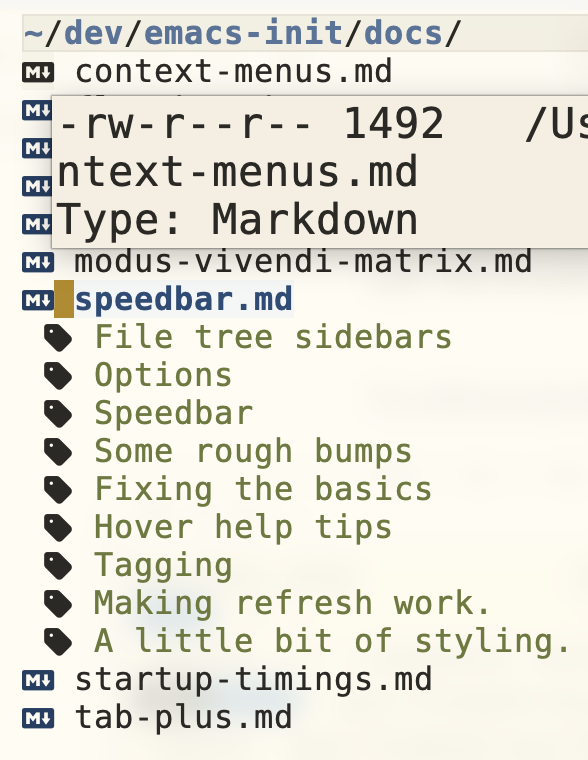 ~/dev/emacs-init/docs/
context-menus.md
-rw-r--r-- 1492 /Us
ntext-menus.md
Type: Markdown
modus-vivendi-matrix.md
speedbar.md
File tree sidebars
Options
Speedbar
Some rough bumps
Fixing the basics
Hover help tips
Tagging
Making refresh work.
A little bit of styling.
startup-timings.md
tab-plus.md